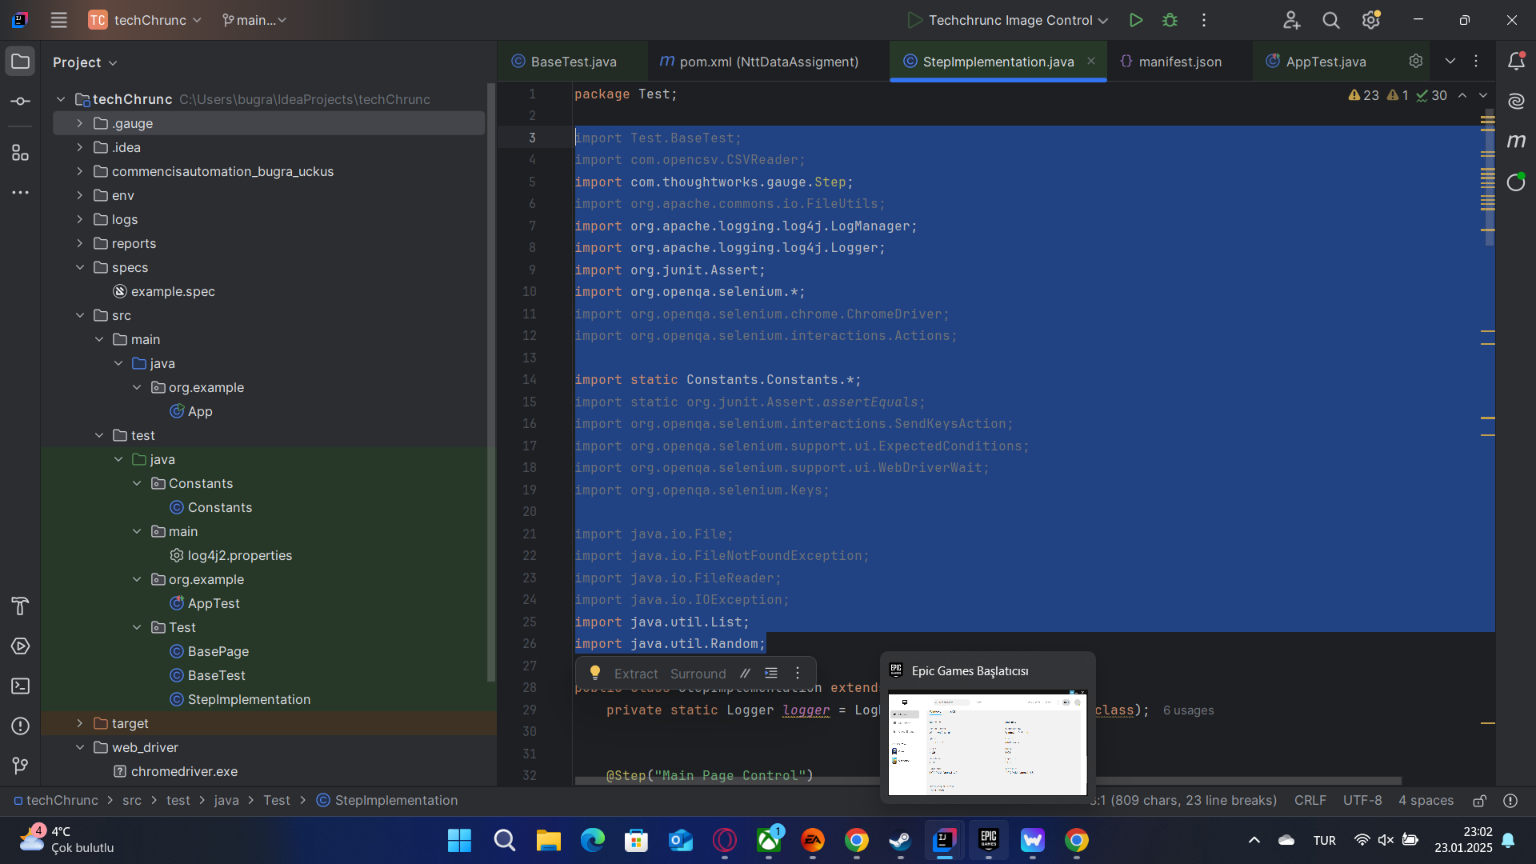 TC techChrunc
main...
Techchrunc Image Control
Project
BaseTest.java
pom.xml (NttDataAssigment)
StepImplementation.java
manifest.json
AppTest.java
techChrunc C:\Users\bugra\IdeaProjects\techChrunc
.gauge
.idea
commencisautomation_bugra_uckus
env
logs
reports
specs
example.spec
src
main
java
org.example
App
test
java
Constants
Constants
main
log4j2.properties
org.example
AppTest
Test
BasePage
BaseTest
StepImplementation
target
web_driver
chromedriver.exe
23 1 30
1 package Test;
2
3 import Test.BaseTest;
4 import com.opencsv.CSVReader;
5 import com.thoughtworks.gauge.Step;
6 import org.apache.commons.io.FileUtils;
7 import org.apache.logging.log4j.LogManager;
8 import org.apache.logging.log4j.Logger;
9 import org.junit.Assert;
10 import org.openqa.selenium.*;
11 import org.openqa.selenium.chrome.ChromeDriver;
12 import org.openqa.selenium.interactions.Actions;
13
14 import static Constants.Constants.*;
15 import static org.junit.Assert.assertEquals;
16 import org.openqa.selenium.interactions.SendKeysAction;
17 import org.openqa.selenium.support.ui.ExpectedConditions;
18 import org.openqa.selenium.support.ui.WebDriverWait;
19 import org.openqa.selenium.Keys;
20
21 import java.io.File;
22 import java.io.FileNotFoundException;
23 import java.io.FileReader;
24 import java.io.IOException;
25 import java.util.List;
26 import java.util.Random;
27
Extract Surround //
Epic Games Başlatıcısı
28 extends
29 private static Logger logger = class); 6 usages
30
31
32 @Step("Main Page Control")
techChrunc > src > test > java > Test > StepImplementation
:1 (809 chars, 23 line breaks) CRLF UTF-8 4 spaces
4 4°C
Çok bulutlu
1
EA
EPIC GAMES
TUR
23:02
23.01.2025